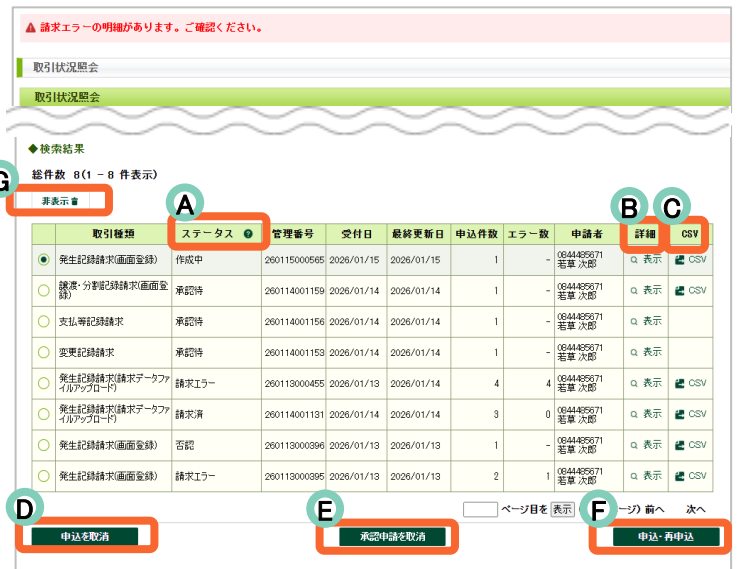 請求エラーの明細があります。ご確認ください。
取引状況照会
取引状況照会
◆検索結果
総件数 8(1 - 8 件表示)
G
非表示
A B C
取引種類 ステータス ? 管理番号 受付日 最終更新日 申込件数 エラー数 申請者 詳細 CSV
発生記録請求(画面登録) 作成中 260115000565 2026/01/15 2026/01/15 1 - 0844485671 若草 次郎 表示 CSV
譲渡・分割記録請求(画面登録) 承認待 260114001159 2026/01/14 2026/01/14 1 - 0844485671 若草 次郎 表示 CSV
支払等記録請求 承認待 260114001156 2026/01/14 2026/01/14 1 - 0844485671 若草 次郎 表示
変更記録請求 承認待 260114001153 2026/01/14 2026/01/14 1 - 0844485671 若草 次郎 表示
発生記録請求(請求データファイルアップロード) 請求エラー 260113000455 2026/01/13 2026/01/13 4 4 0844485671 若草 次郎 表示 CSV
発生記録請求(請求データファイルアップロード) 請求済 260114001131 2026/01/14 2026/01/14 3 0 0844485671 若草 次郎 表示 CSV
発生記録請求(画面登録) 否認 260113000396 2026/01/13 2026/01/13 1 - 0844485671 若草 次郎 表示 CSV
発生記録請求(画面登録) 請求エラー 260113000395 2026/01/13 2026/01/13 2 1 0844485671 若草 次郎 表示 CSV
ページ目を 表示 ージ) 前へ 次へ
D E F
申込を取消 承認申請を取消 申込・再申込